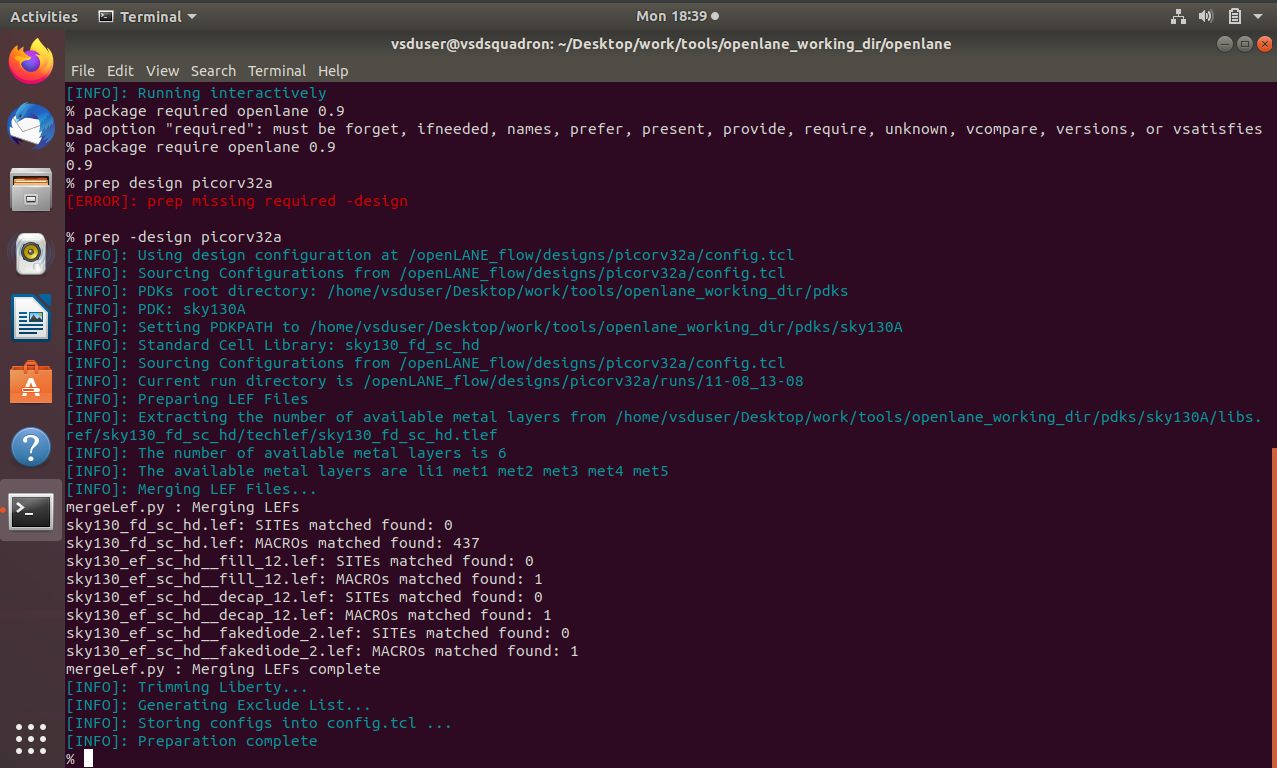 Activities Terminal Mon 18:39
vsduser@vsdsquadron: ~/Desktop/work/tools/openlane_working_dir/openlane
File Edit View Search Terminal Help
[INFO]: Running interactively
% package required openlane 0.9
bad option "required": must be forget, ifneeded, names, prefer, present, provide, require, unknown, vcompare, versions, or vsatisfies
% package require openlane 0.9
0.9
% prep design picorv32a
[ERROR]: prep missing required -design
% prep -design picorv32a
[INFO]: Using design configuration at /openLANE_flow/designs/picorv32a/config.tcl
[INFO]: Sourcing Configurations from /openLANE_flow/designs/picorv32a/config.tcl
[INFO]: PDKs root directory: /home/vsduser/Desktop/work/tools/openlane_working_dir/pdks
[INFO]: PDK: sky130A
[INFO]: Setting PDKPATH to /home/vsduser/Desktop/work/tools/openlane_working_dir/pdks/sky130A
[INFO]: Standard Cell Library: sky130_fd_sc_hd
[INFO]: Sourcing Configurations from /openLANE_flow/designs/picorv32a/config.tcl
[INFO]: Current run directory is /openLANE_flow/designs/picorv32a/runs/11-08_13-08
[INFO]: Preparing LEF Files
[INFO]: Extracting the number of available metal layers from /home/vsduser/Desktop/work/tools/openlane_working_dir/pdks/sky130A/libs.
ref/sky130_fd_sc_hd/techlef/sky130_fd_sc_hd.tlef
[INFO]: The number of available metal layers is 6
[INFO]: The available metal layers are li1 met1 met2 met3 met4 met5
[INFO]: Merging LEF Files...
mergeLef.py : Merging LEFs
sky130_fd_sc_hd.lef: SITEs matched found: 0
sky130_fd_sc_hd.lef: MACROs matched found: 437
sky130_ef_sc_hd__fill_12.lef: SITEs matched found: 0
sky130_ef_sc_hd__fill_12.lef: MACROs matched found: 1
sky130_ef_sc_hd__decap_12.lef: SITEs matched found: 0
sky130_ef_sc_hd__decap_12.lef: MACROs matched found: 1
sky130_ef_sc_hd__fakediode_2.lef: SITEs matched found: 0
sky130_ef_sc_hd__fakediode_2.lef: MACROs matched found: 1
mergeLef.py : Merging LEFs complete
[INFO]: Trimming Liberty...
[INFO]: Generating Exclude List...
[INFO]: Storing configs into config.tcl ...
[INFO]: Preparation complete
%